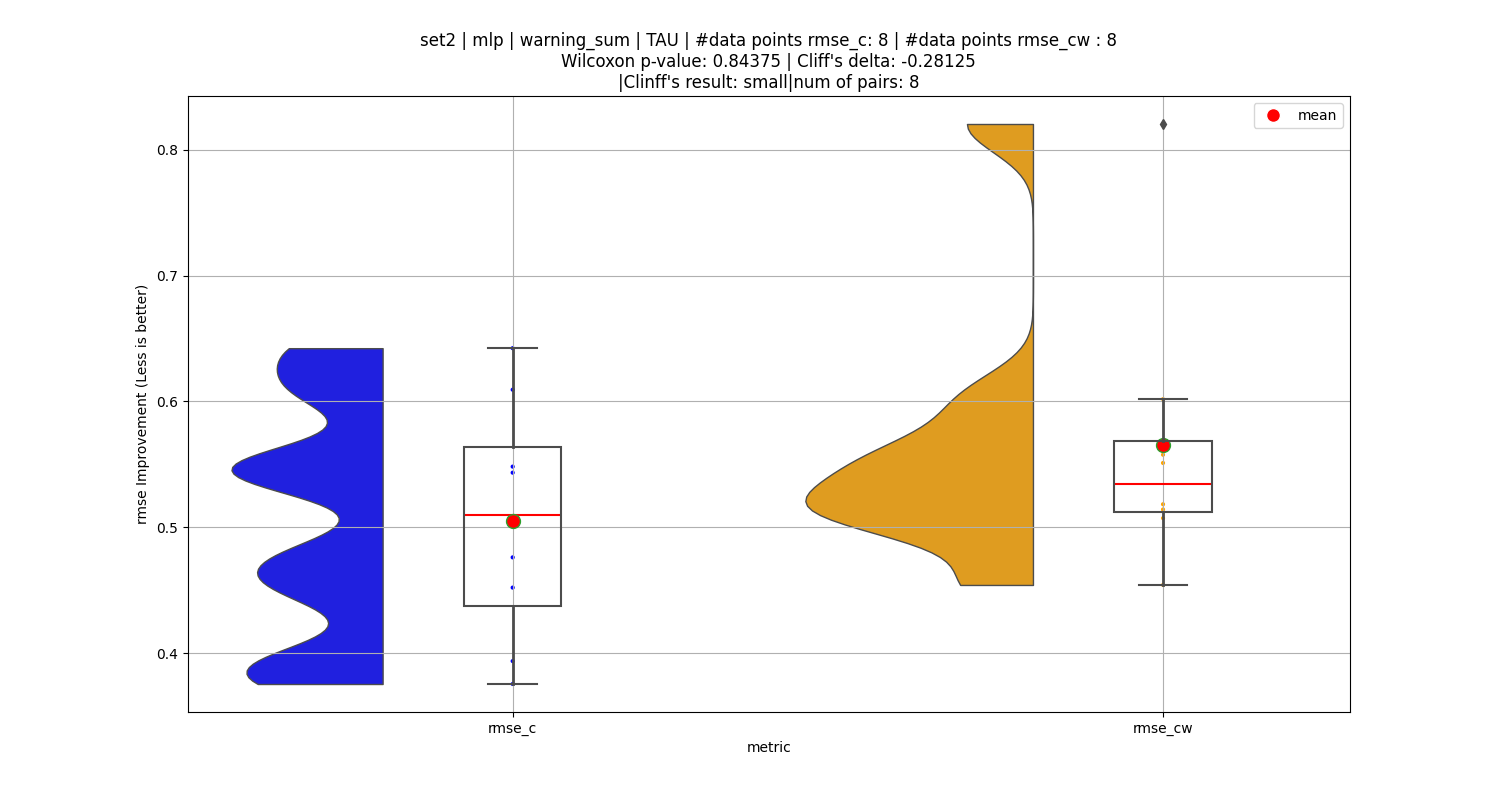 set2 | mlp | warning_sum | TAU | #data points rmse_c: 8 | #data points rmse_cw : 8
Wilcoxon p-value: 0.84375 | Cliff's delta: -0.28125
|Clinff's result: small|num of pairs: 8
mean
0.8
0.7
0.6
0.5
0.4
rmse Improvement (Less is better)
rmse_c
rmse_cw
metric